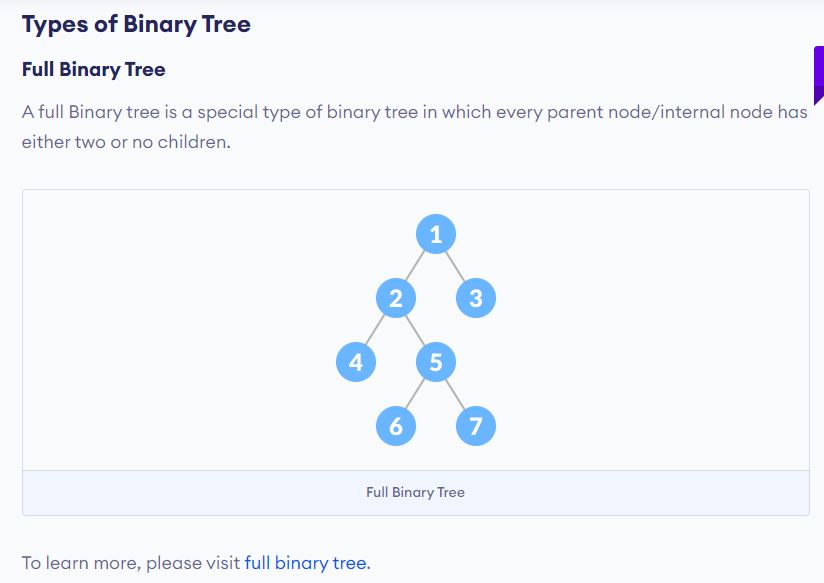 Types of Binary Tree
Full Binary Tree
A full Binary tree is a special type of binary tree in which every parent node/internal node has
either two or no children.
1
2 3
4 5
6 7
Full Binary Tree
To learn more, please visit full binary tree.